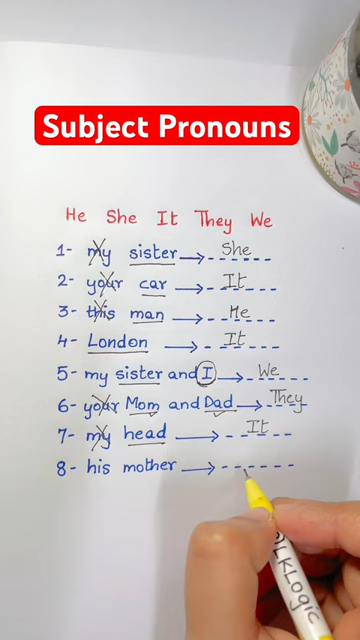 Subject Pronouns
He She It They We
1- my sister → She
2- your car → It
3- this man → He
4- London → It
5- my sister and I → We
6- your Mom and Dad → They
7- my head → It
8- his mother →
LKLogic